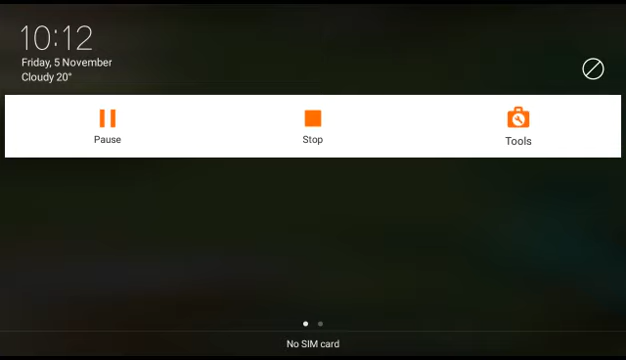 10:12
Friday, 5 November
Cloudy 20°
Pause
Stop
Tools
No SIM card